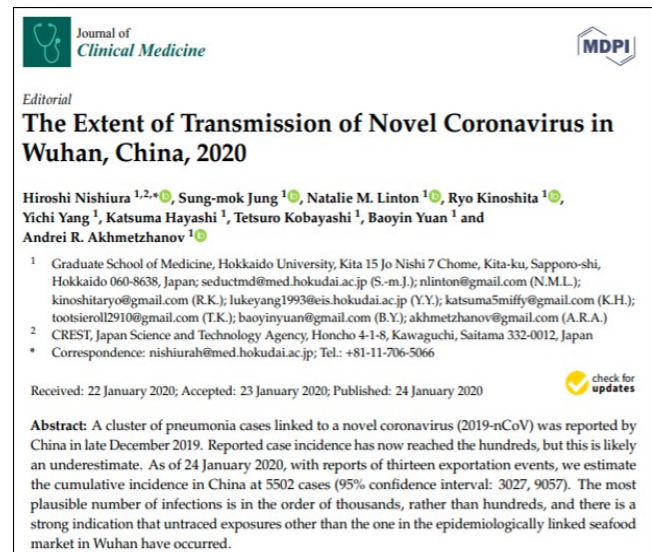 Journal of
Clinical Medicine
MDPI
Editorial
The Extent of Transmission of Novel Coronavirus in
Wuhan, China, 2020
Hiroshi Nishiura 1,2,* , Sung-mok Jung 1 , Natalie M. Linton 1 , Ryo Kinoshita 1 ,
Yichi Yang 1, Katsuma Hayashi 1, Tetsuro Kobayashi 1, Baoyin Yuan 1 and
Andrei R. Akhmetzhanov 1
1 Graduate School of Medicine, Hokkaido University, Kita 15 Jo Nishi 7 Chome, Kita-ku, Sapporo-shi,
Hokkaido 060-8638, Japan; seductmd@med.hokudai.ac.jp (S.-m.J.); nlinton@gmail.com (N.M.L.);
kinoshitaryo@gmail.com (R.K.); lukeyang1993@eis.hokudai.ac.jp (Y.Y.); katsuma5miffy@gmail.com (K.H.);
tootsieroll2910@gmail.com (T.K.); baoyinyuan@gmail.com (B.Y.); akhmetzhanov@gmail.com (A.R.A.)
2 CREST, Japan Science and Technology Agency, Honcho 4-1-8, Kawaguchi, Saitama 332-0012, Japan
* Correspondence: nishiurah@med.hokudai.ac.jp; Tel.: +81-11-706-5066
Received: 22 January 2020; Accepted: 23 January 2020; Published: 24 January 2020
check for
updates
Abstract: A cluster of pneumonia cases linked to a novel coronavirus (2019-nCoV) was reported by
China in late December 2019. Reported case incidence has now reached the hundreds, but this is likely
an underestimate. As of 24 January 2020, with reports of thirteen exportation events, we estimate
the cumulative incidence in China at 5502 cases (95% confidence interval: 3027, 9057). The most
plausible number of infections is in the order of thousands, rather than hundreds, and there is a
strong indication that untraced exposures other than the one in the epidemiologically linked seafood
market in Wuhan have occurred.